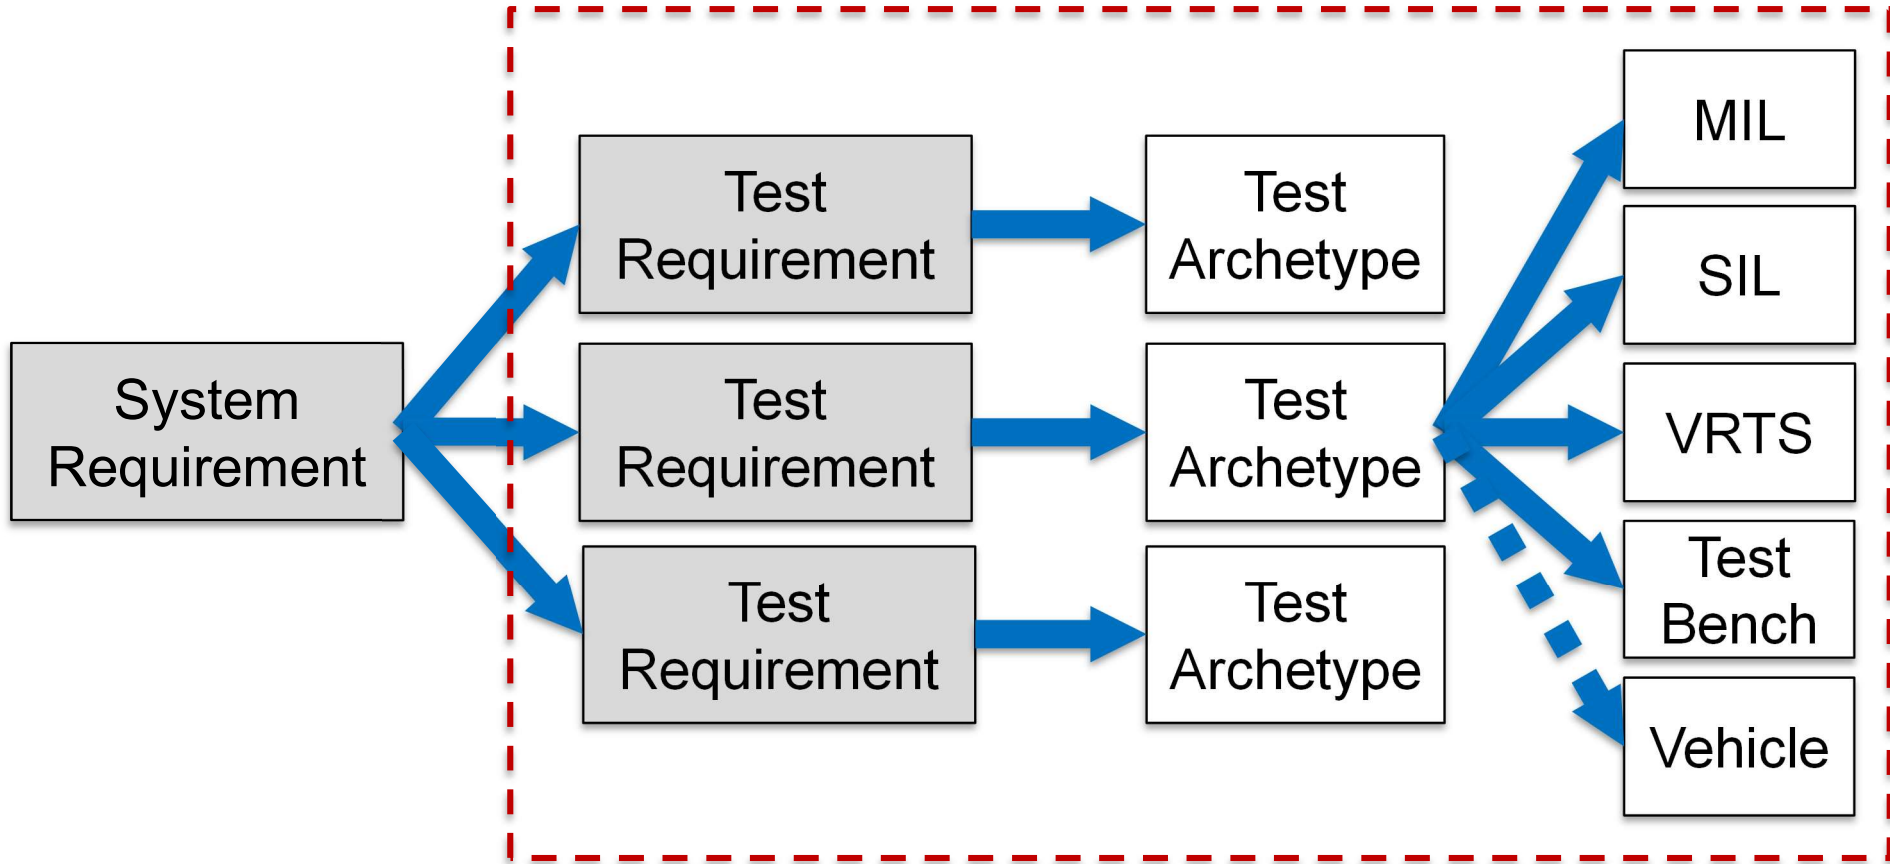 System
Requirement
Test
Requirement
Test
Requirement
Test
Requirement
Test
Archetype
Test
Archetype
Test
Archetype
MIL
SIL
VRTS
Test
Bench
Vehicle